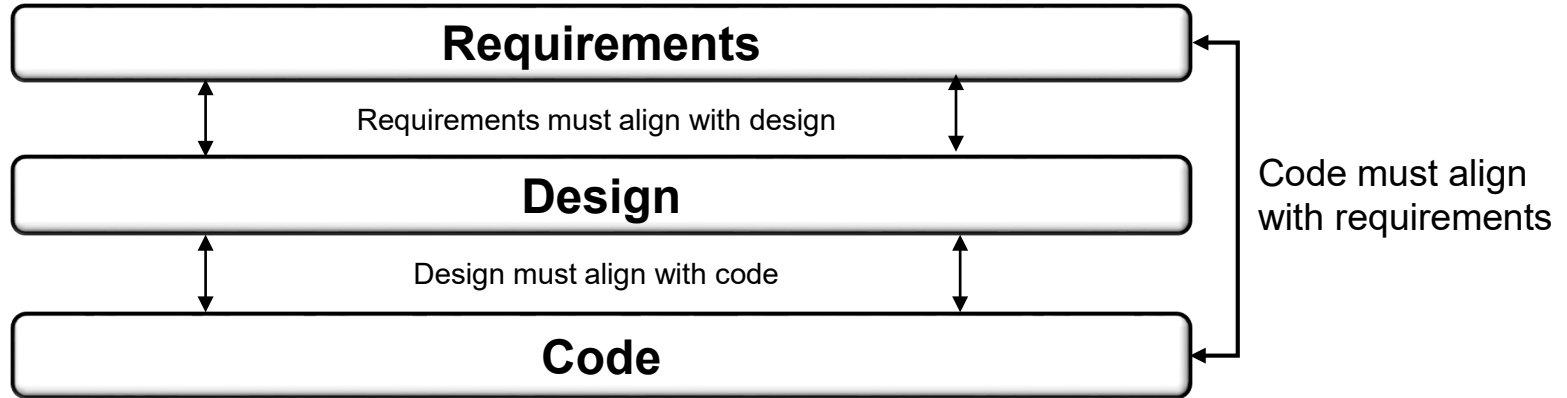 Requirements
Requirements must align with design
Design
Code must align
with requirements
Design must align with code
Code